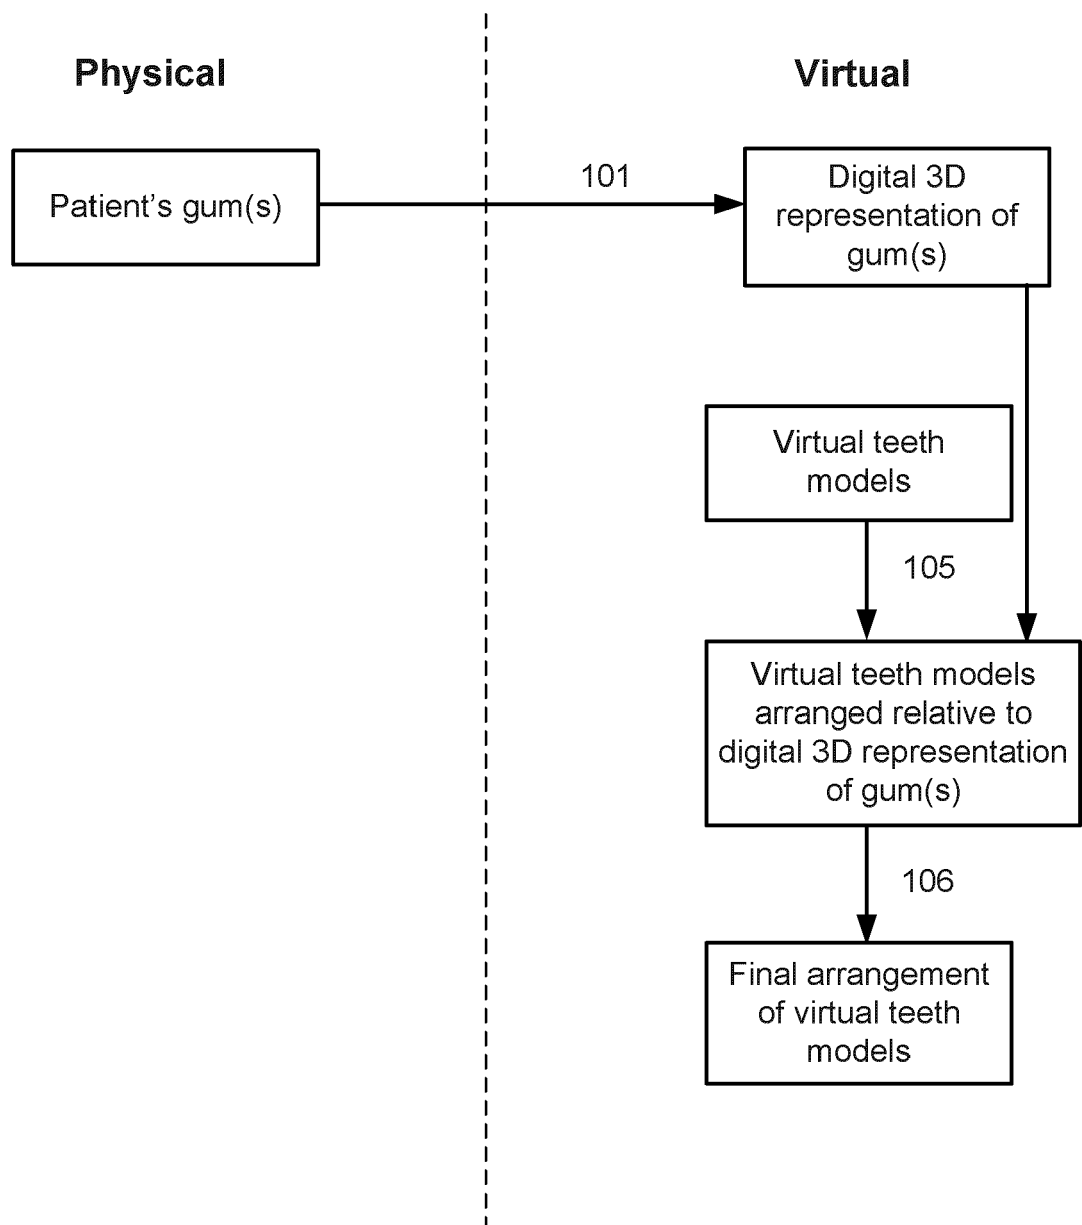 Physical
Virtual
Patient's gum(s)
101
Digital 3D
representation of
gum(s)
Virtual teeth
models
105
Virtual teeth models
arranged relative to
digital 3D representation
of gum(s)
106
Final arrangement
of virtual teeth
models